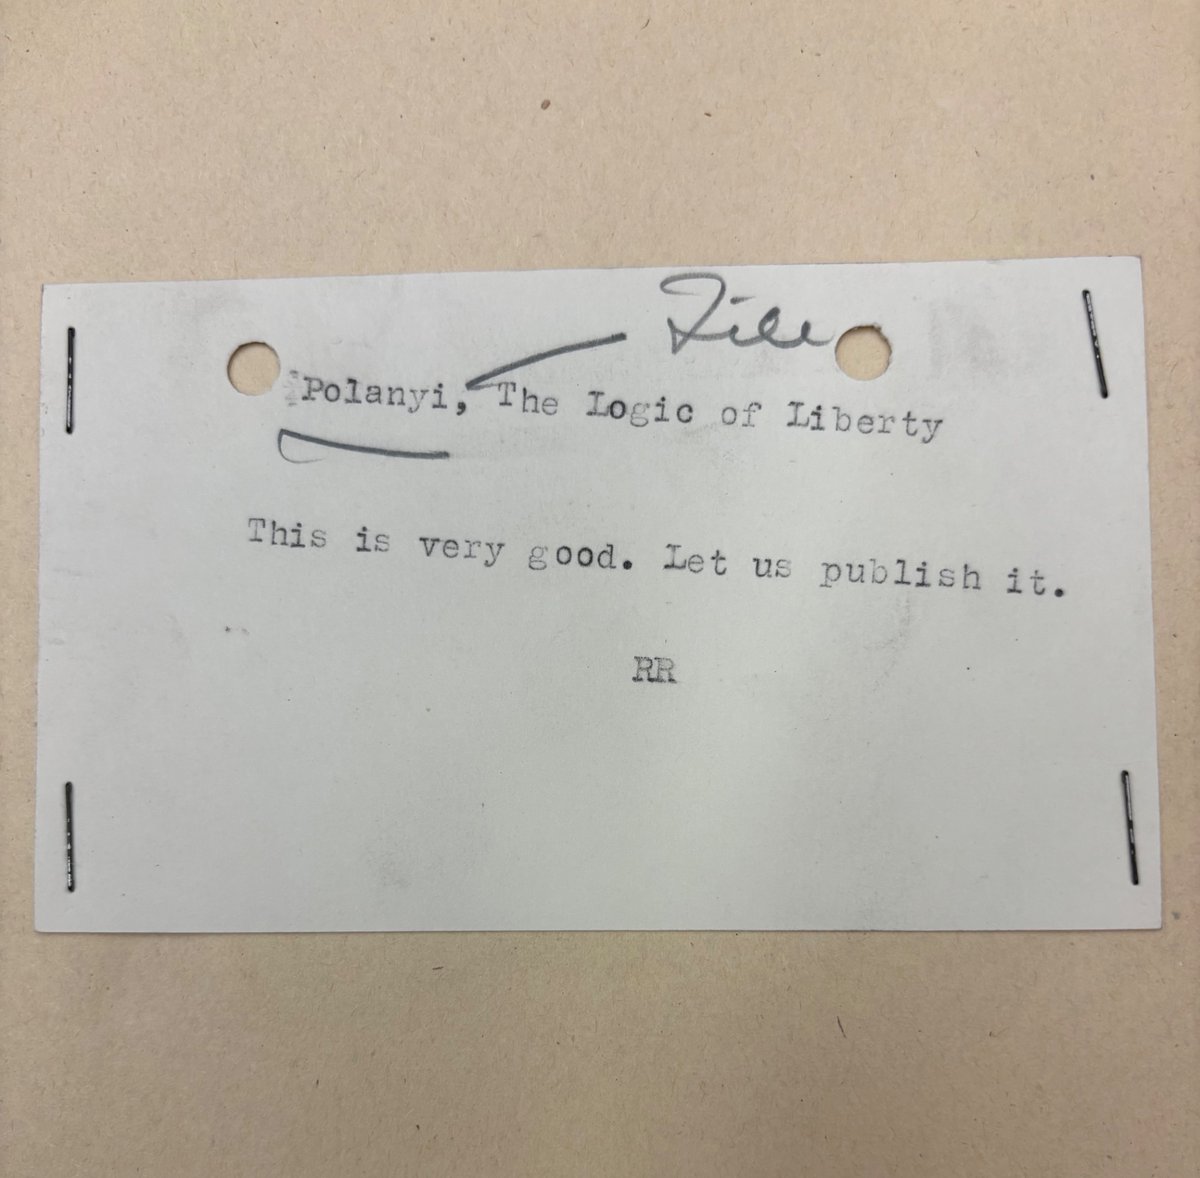 File
Polanyi, The Logic of Liberty
This is very good. Let us publish it.
RR